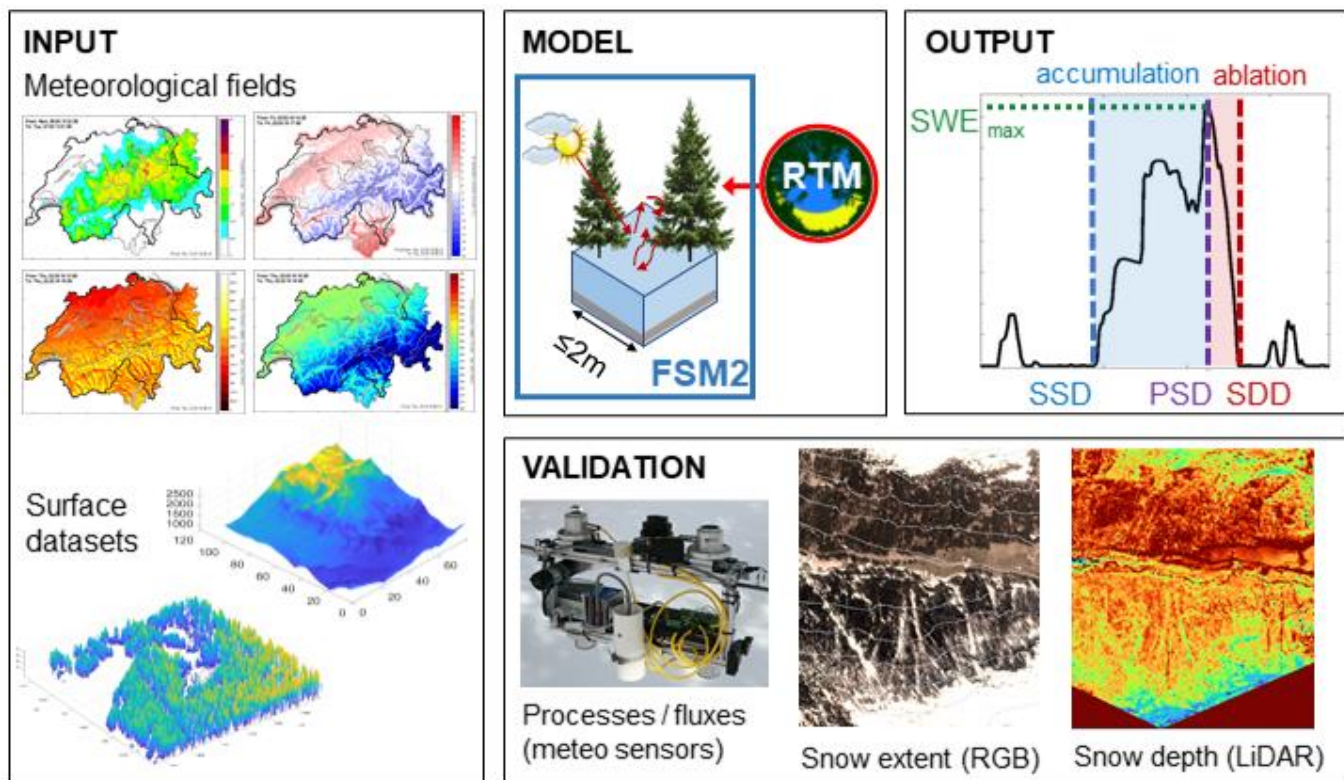 INPUT
Meteorological fields
Surface
datasets
2500
2000
1500
1000
120
100
80
60
40
20
0
0
20
40
60
MODEL
RTM
≤2m
FSM2
OUTPUT
accumulation
ablation
SWE max
SSD
PSD
SDD
VALIDATION
Processes / fluxes
(meteo sensors)
Snow extent (RGB)
Snow depth (LiDAR)